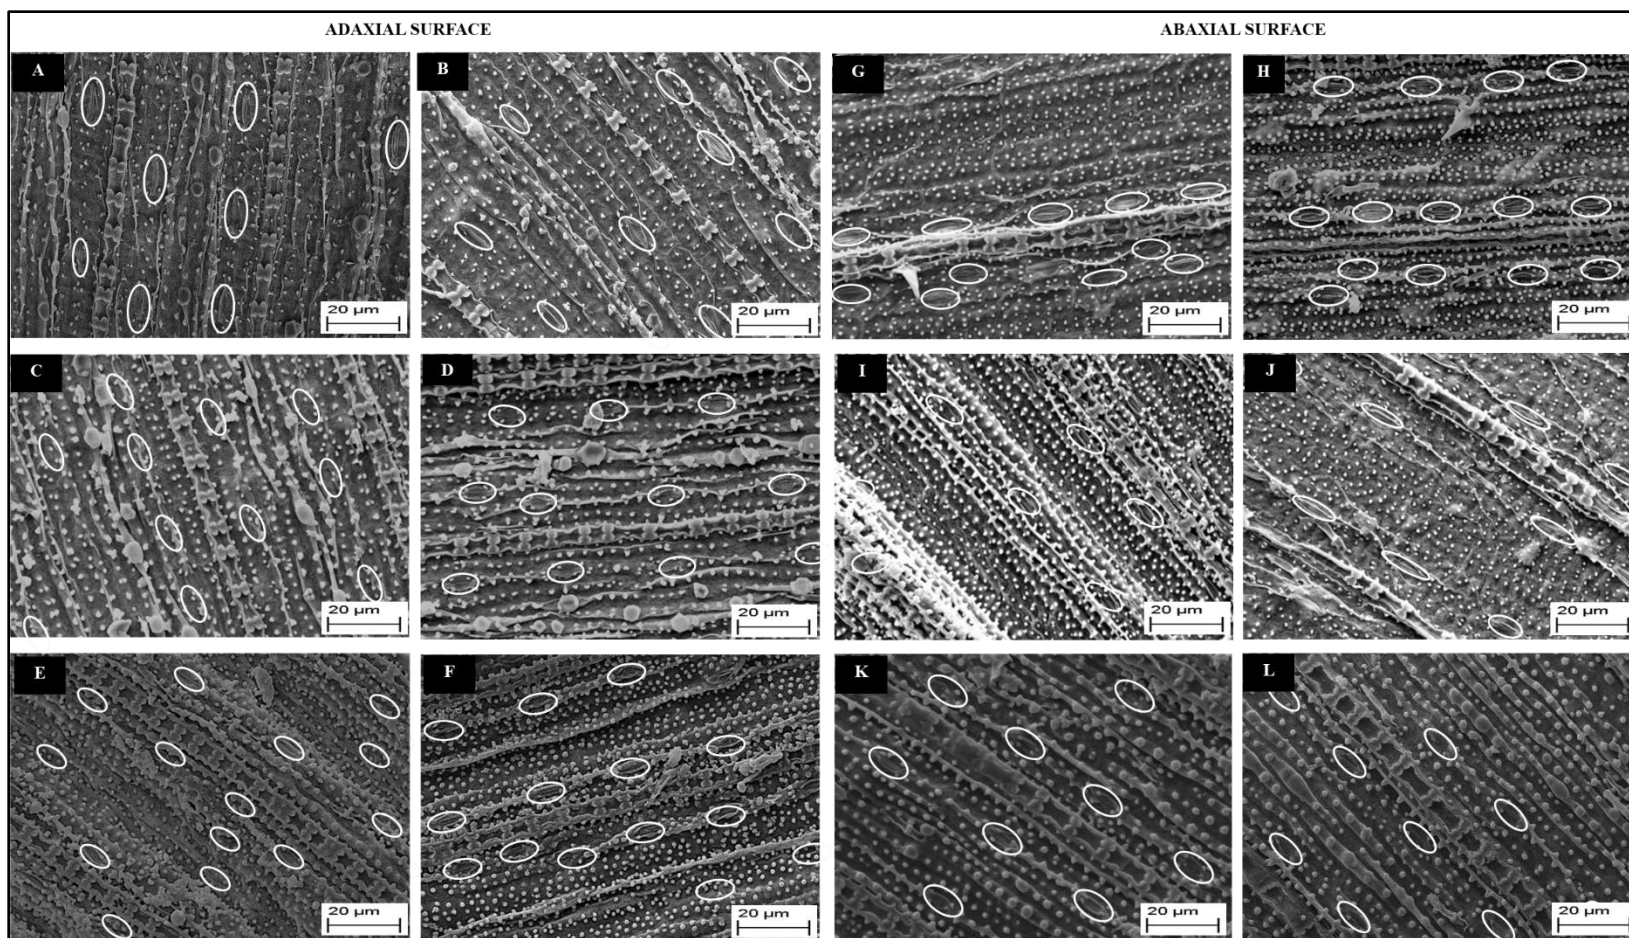 ADAXIAL SURFACE
ABAXIAL SURFACE
A
B
G
H
20 µm
20 µm
20 µm
20 µm
C
D
I
J
20 µm
20 µm
20 µm
20 µm
E
F
K
L
20 µm
20 µm
20 µm
20 µm